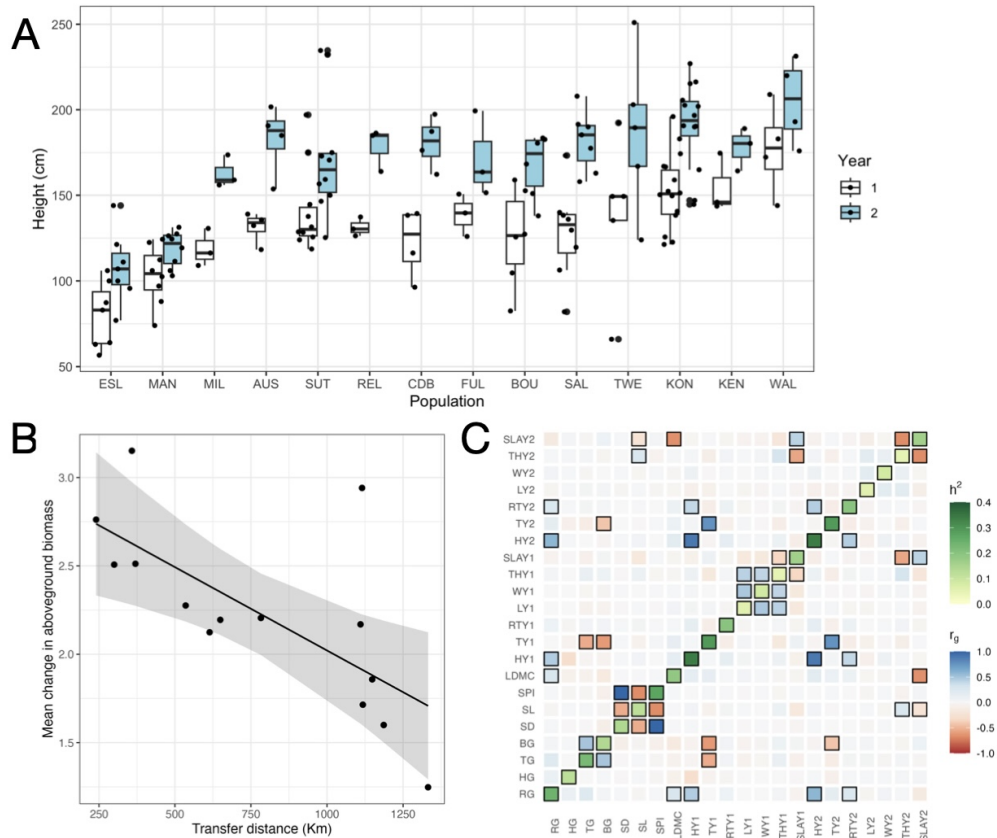 A
250
200
150
100
50
Height (cm)
ESL MAN MIL AUS SUT REL CDB FUL BOU SAL TWE KON KEN WAL
Population
Year
1
2
B
3.0
2.5
2.0
1.5
Mean change in aboveground biomass
250 500 750 1000 1250
Transfer distance (Km)
C
SLAY2
THY2
WY2
LY2
RTY2
TY2
HY2
SLAY1
THY1
WY1
LY1
RTY1
TY1
HY1
LDMC
SPI
SL
SD
BG
TG
HG
RG
RG HG TG BG SD SL SPI LDMC HY1 TY1 RTY1 LY1 WY1 THY1 SLAY1 HY2 TY2 RTY2 LY2 WY2 THY2 SLAY2
h²
0.4
0.3
0.2
0.1
0.0
r_g
1.0
0.5
0.0
-0.5
-1.0